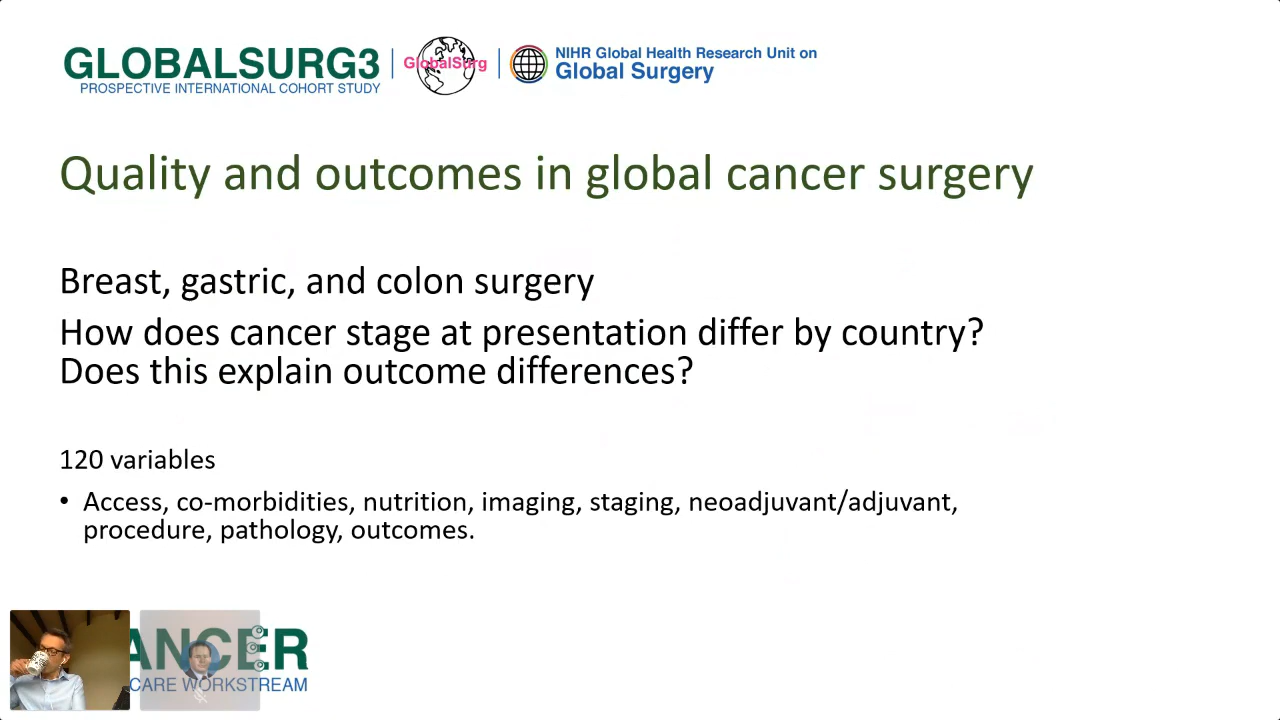 GLOBALSURG3
PROSPECTIVE INTERNATIONAL COHORT STUDY
GlobalSurg
NIHR Global Health Research Unit on
Global Surgery
Quality and outcomes in global cancer surgery
Breast, gastric, and colon surgery
How does cancer stage at presentation differ by country?
Does this explain outcome differences?
120 variables
• Access, co-morbidities, nutrition, imaging, staging, neoadjuvant/adjuvant,
procedure, pathology, outcomes.
ANCER
CARE WORKSTREAM